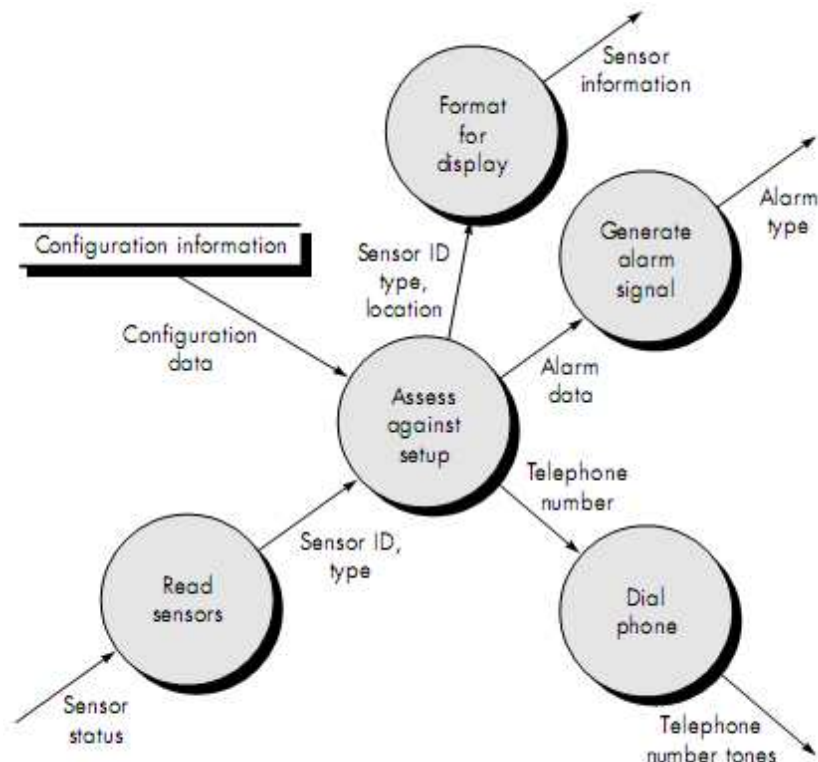 Sensor
information
Format
for
display
Alarm
type
Generate
alarm
signal
Configuration information
Sensor ID
type,
location
Configuration
data
Alarm
data
Assess
against
setup
Telephone
number
Sensor ID,
type
Read
sensors
Dial
phone
Sensor
status
Telephone
number tones